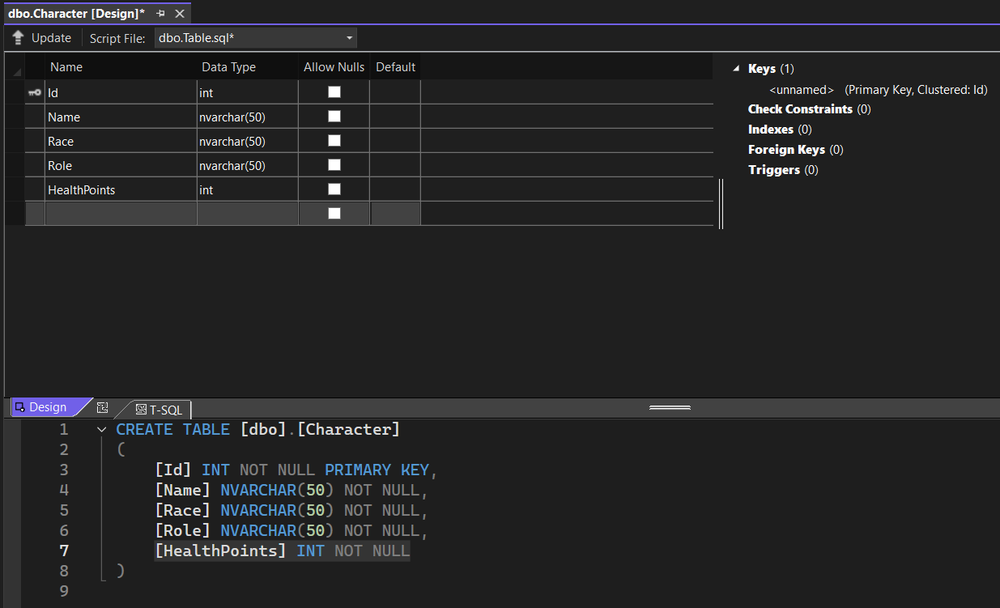 dbo.Character [Design]*
Update Script File: dbo.Table.sql*
Name Data Type Allow Nulls Default
Id int
Name nvarchar(50)
Race nvarchar(50)
Role nvarchar(50)
HealthPoints int
Keys (1)
<unnamed> (Primary Key, Clustered: Id)
Check Constraints (0)
Indexes (0)
Foreign Keys (0)
Triggers (0)
Design T-SQL
1 CREATE TABLE [dbo].[Character]
2 (
3 [Id] INT NOT NULL PRIMARY KEY,
4 [Name] NVARCHAR(50) NOT NULL,
5 [Race] NVARCHAR(50) NOT NULL,
6 [Role] NVARCHAR(50) NOT NULL,
7 [HealthPoints] INT NOT NULL
8 )
9